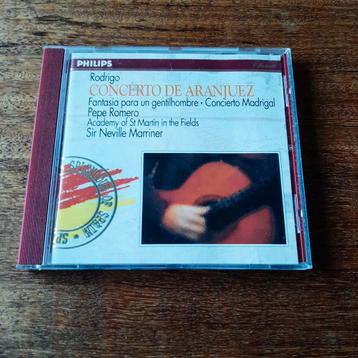 PHILIPS
Rodrigo
CONCERTO DE ARANJUEZ
Fantasia para un gentilhombre • Concierto Madrigal
Pepe Romero
Academy of St Martin in the Fields
Sir Neville Marriner